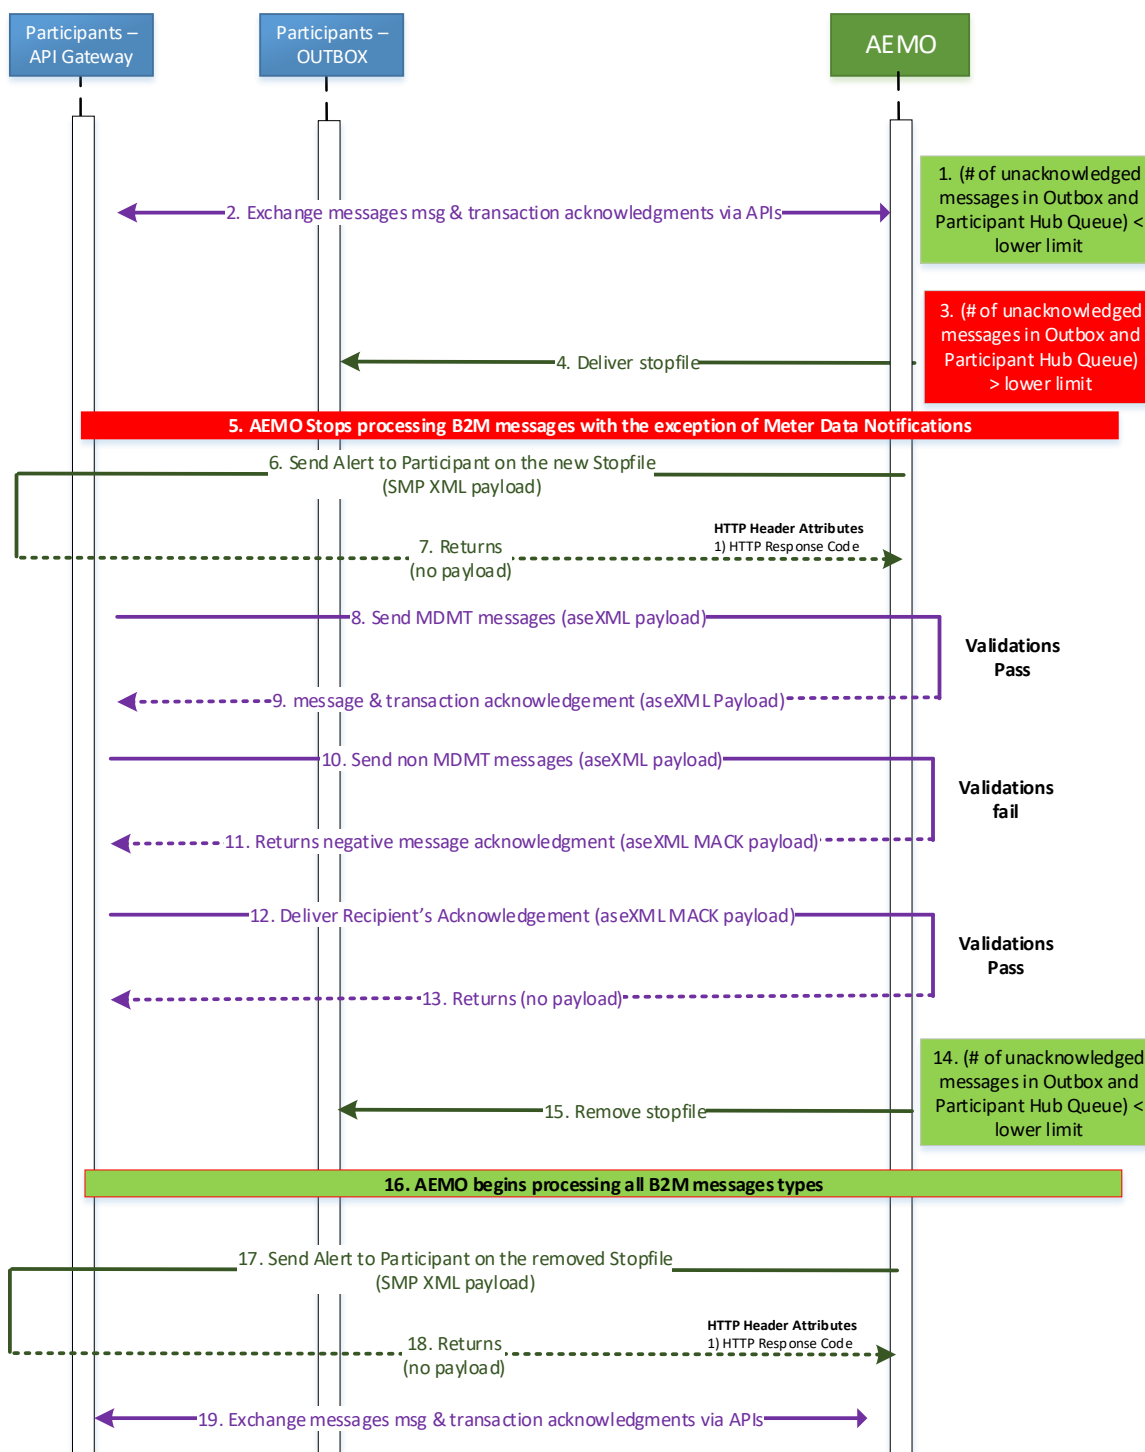 Participants –
API Gateway
Participants –
OUTBOX
AEMO
1. (# of unacknowledged
messages in Outbox and
Participant Hub Queue) <
lower limit
2. Exchange messages msg & transaction acknowledgments via APIs
3. (# of unacknowledged
messages in Outbox and
Participant Hub Queue)
> lower limit
4. Deliver stopfile
5. AEMO Stops processing B2M messages with the exception of Meter Data Notifications
6. Send Alert to Participant on the new Stopfile
(SMP XML payload)
HTTP Header Attributes
1) HTTP Response Code
7. Returns
(no payload)
8. Send MDMT messages (aseXML payload)
Validations
Pass
9. message & transaction acknowledgement (aseXML Payload)
10. Send non MDMT messages (aseXML payload)
Validations
fail
11. Returns negative message acknowledgment (aseXML MACK payload)
12. Deliver Recipient's Acknowledgement (aseXML MACK payload)
Validations
Pass
13. Returns (no payload)
14. (# of unacknowledged
messages in Outbox and
Participant Hub Queue) <
lower limit
15. Remove stopfile
16. AEMO begins processing all B2M messages types
17. Send Alert to Participant on the removed Stopfile
(SMP XML payload)
HTTP Header Attributes
1) HTTP Response Code
18. Returns
(no payload)
19. Exchange messages msg & transaction acknowledgments via APIs